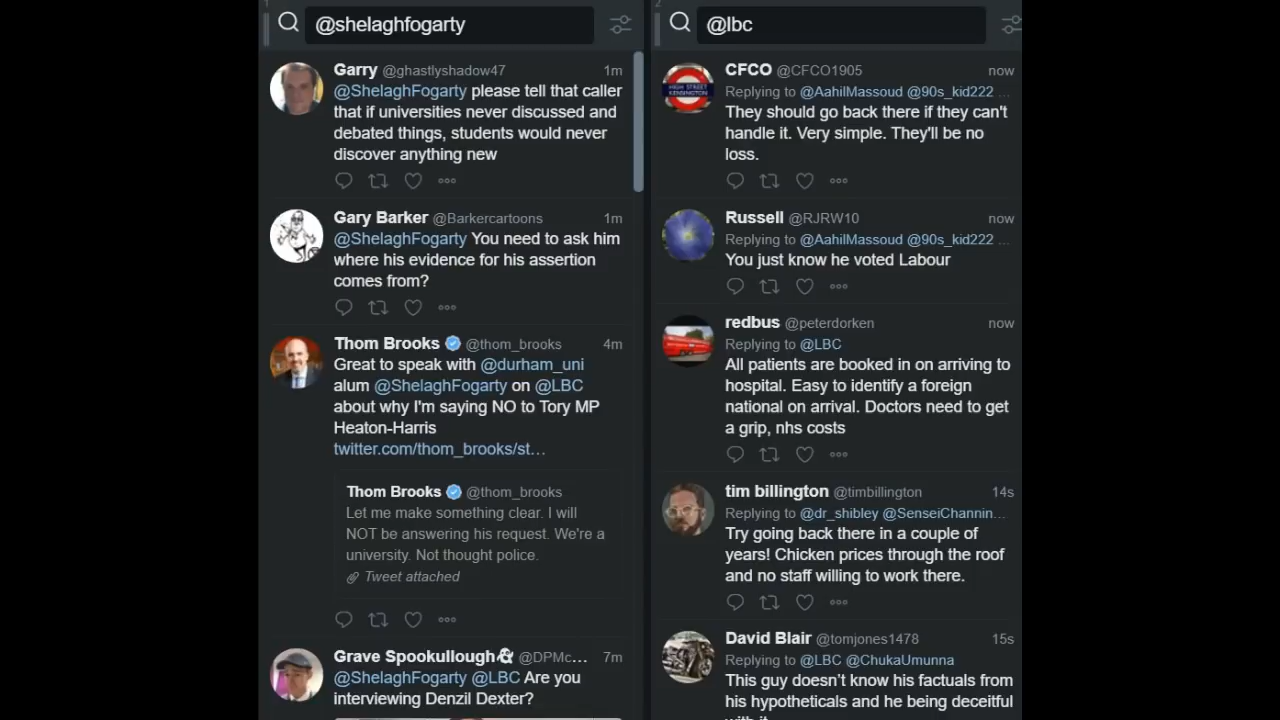 @shelaghfogarty
Garry @ghastlyshadow47 1m
@ShelaghFogarty please tell that caller
that if universities never discussed and
debated things, students would never
discover anything new
Gary Barker @Barkercartoons 1m
@ShelaghFogarty You need to ask him
where his evidence for his assertion
comes from?
Thom Brooks @thom_brooks 4m
Great to speak with @durham_uni
alum @ShelaghFogarty on @LBC
about why I'm saying NO to Tory MP
Heaton-Harris
twitter.com/thom_brooks/st…
Thom Brooks @thom_brooks
Let me make something clear. I will
NOT be answering his request. We're a
university. Not thought police.
Tweet attached
Grave Spookullough @DPMc... 7m
@ShelaghFogarty @LBC Are you
interviewing Denzil Dexter?
2
@lbc
CFCO @CFCO1905 now
Replying to @AahilMassoud @90s_kid222 ...
They should go back there if they can't
handle it. Very simple. They'll be no
loss.
HIGH STREET
KENSINGTON
Russell @RJRW10 now
Replying to @AahilMassoud @90s_kid222 ...
You just know he voted Labour
redbus @peterdorken now
Replying to @LBC
All patients are booked in on arriving to
hospital. Easy to identify a foreign
national on arrival. Doctors need to get
a grip, nhs costs
tim billington @timbillington 14s
Replying to @dr_shibley @SenseiChannin...
Try going back there in a couple of
years! Chicken prices through the roof
and no staff willing to work there.
David Blair @tomjones1478 15s
Replying to @LBC @ChukaUmunna
This guy doesn't know his factuals from
his hypotheticals and he being deceitful
with it